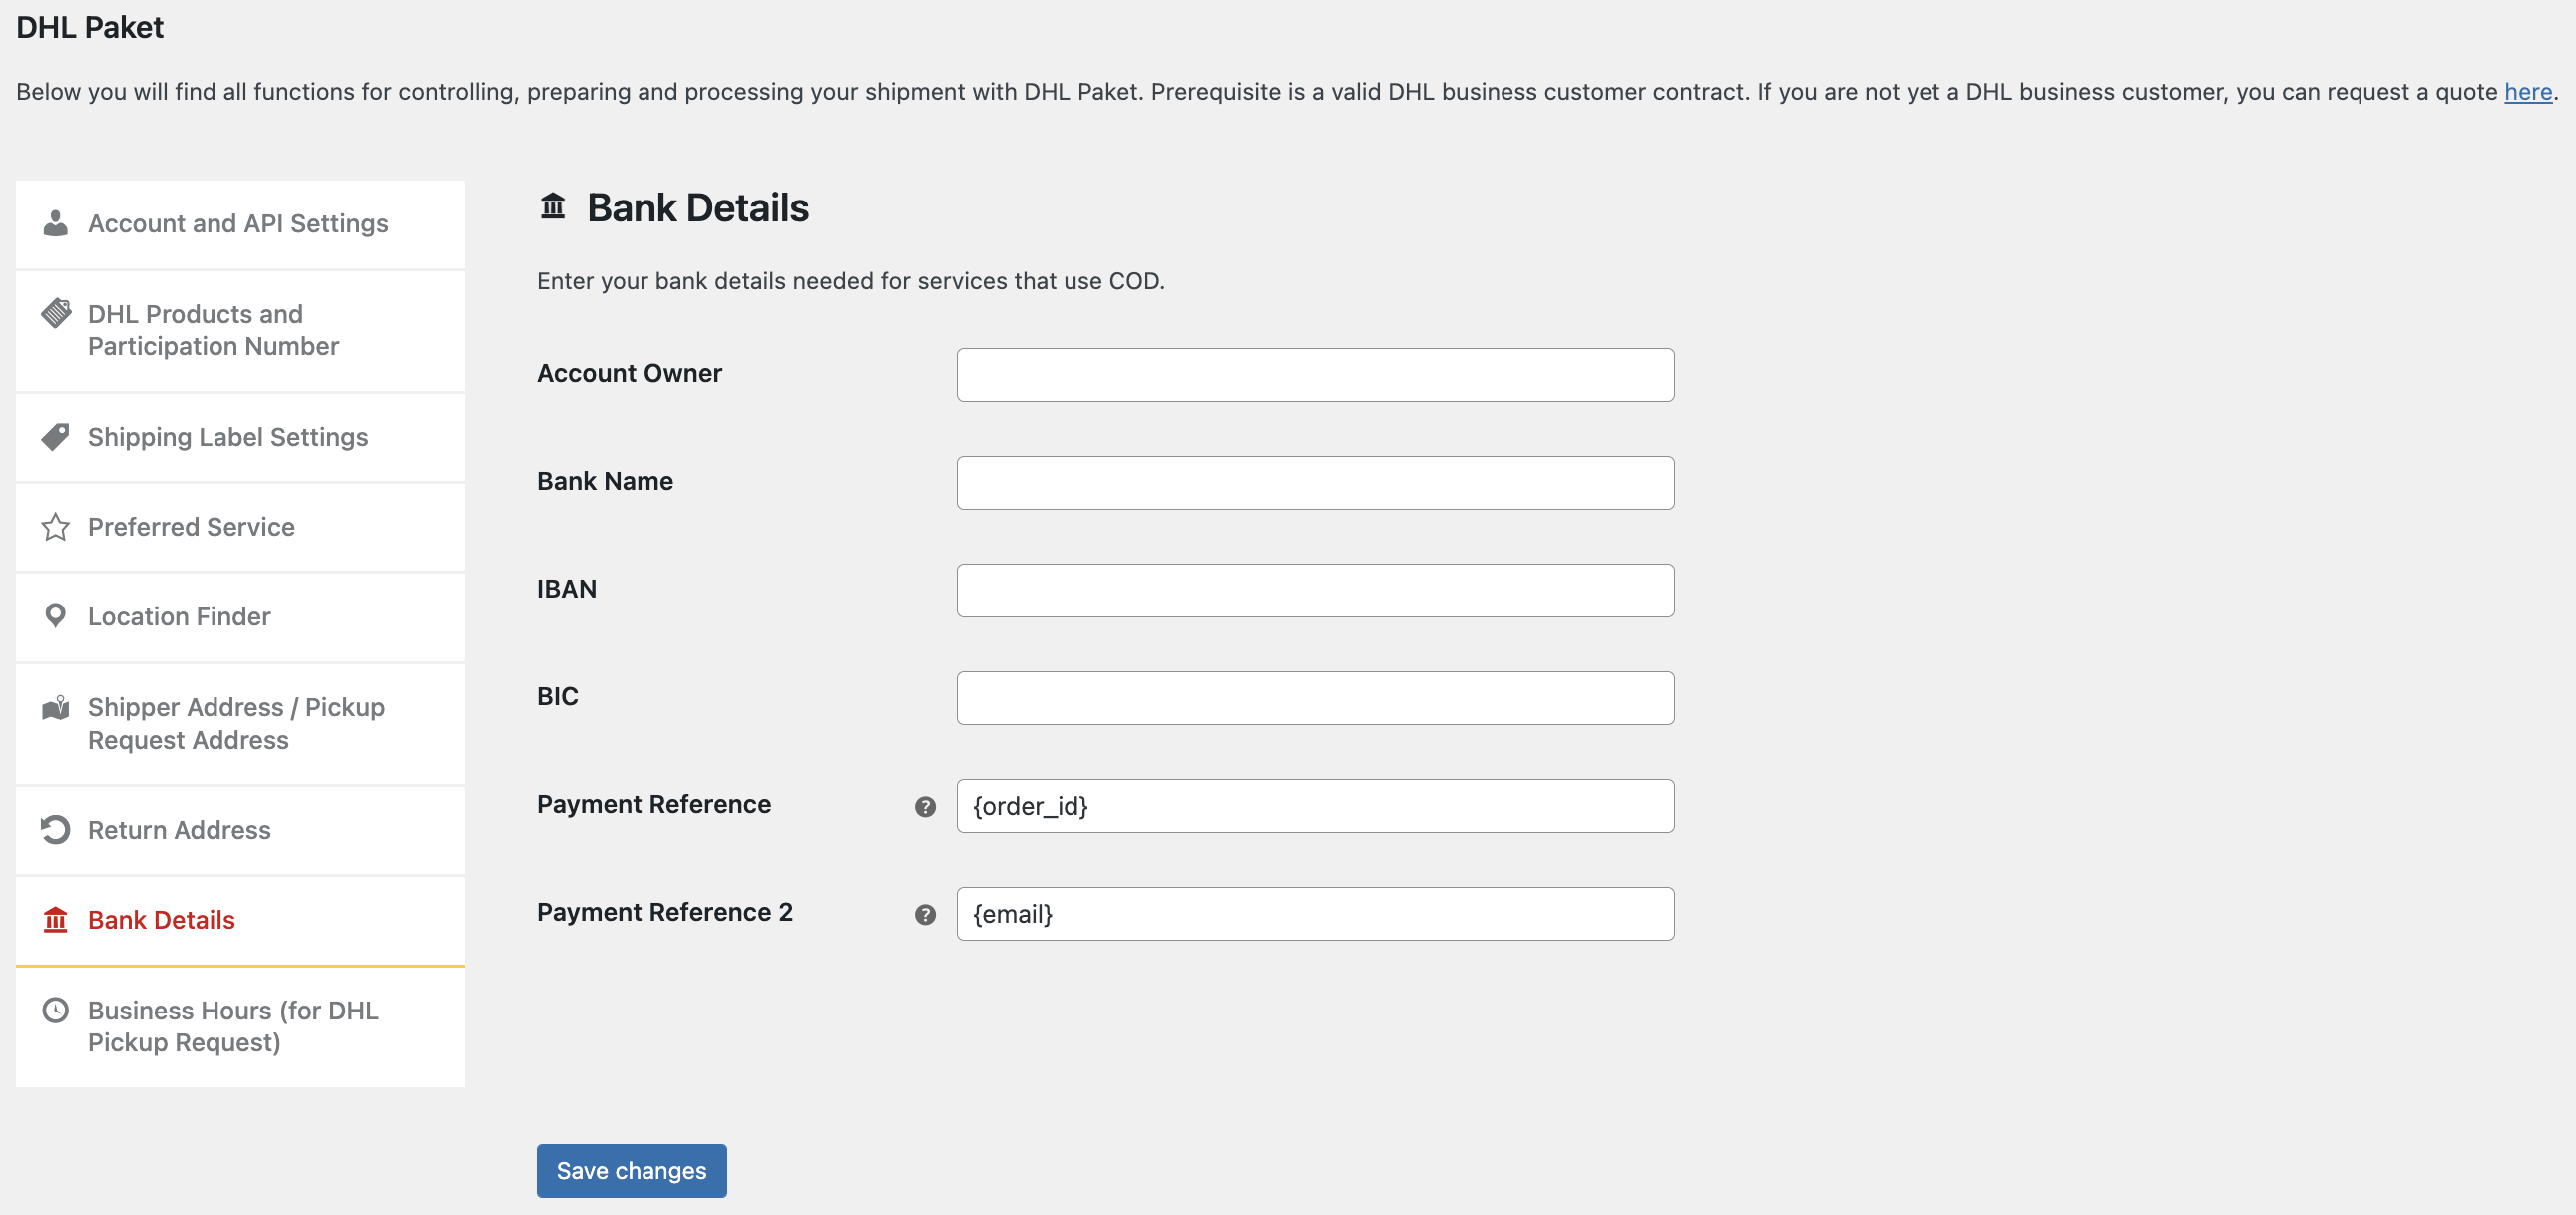 DHL Paket
Below you will find all functions for controlling, preparing and processing your shipment with DHL Paket. Prerequisite is a valid DHL business customer contract. If you are not yet a DHL business customer, you can request a quote here.
Account and API Settings
DHL Products and
Participation Number
Shipping Label Settings
Preferred Service
Location Finder
Shipper Address / Pickup
Request Address
Return Address
Bank Details
Business Hours (for DHL
Pickup Request)
Bank Details
Enter your bank details needed for services that use COD.
Account Owner
Bank Name
IBAN
BIC
Payment Reference ? {order_id}
Payment Reference 2 ? {email}
Save changes